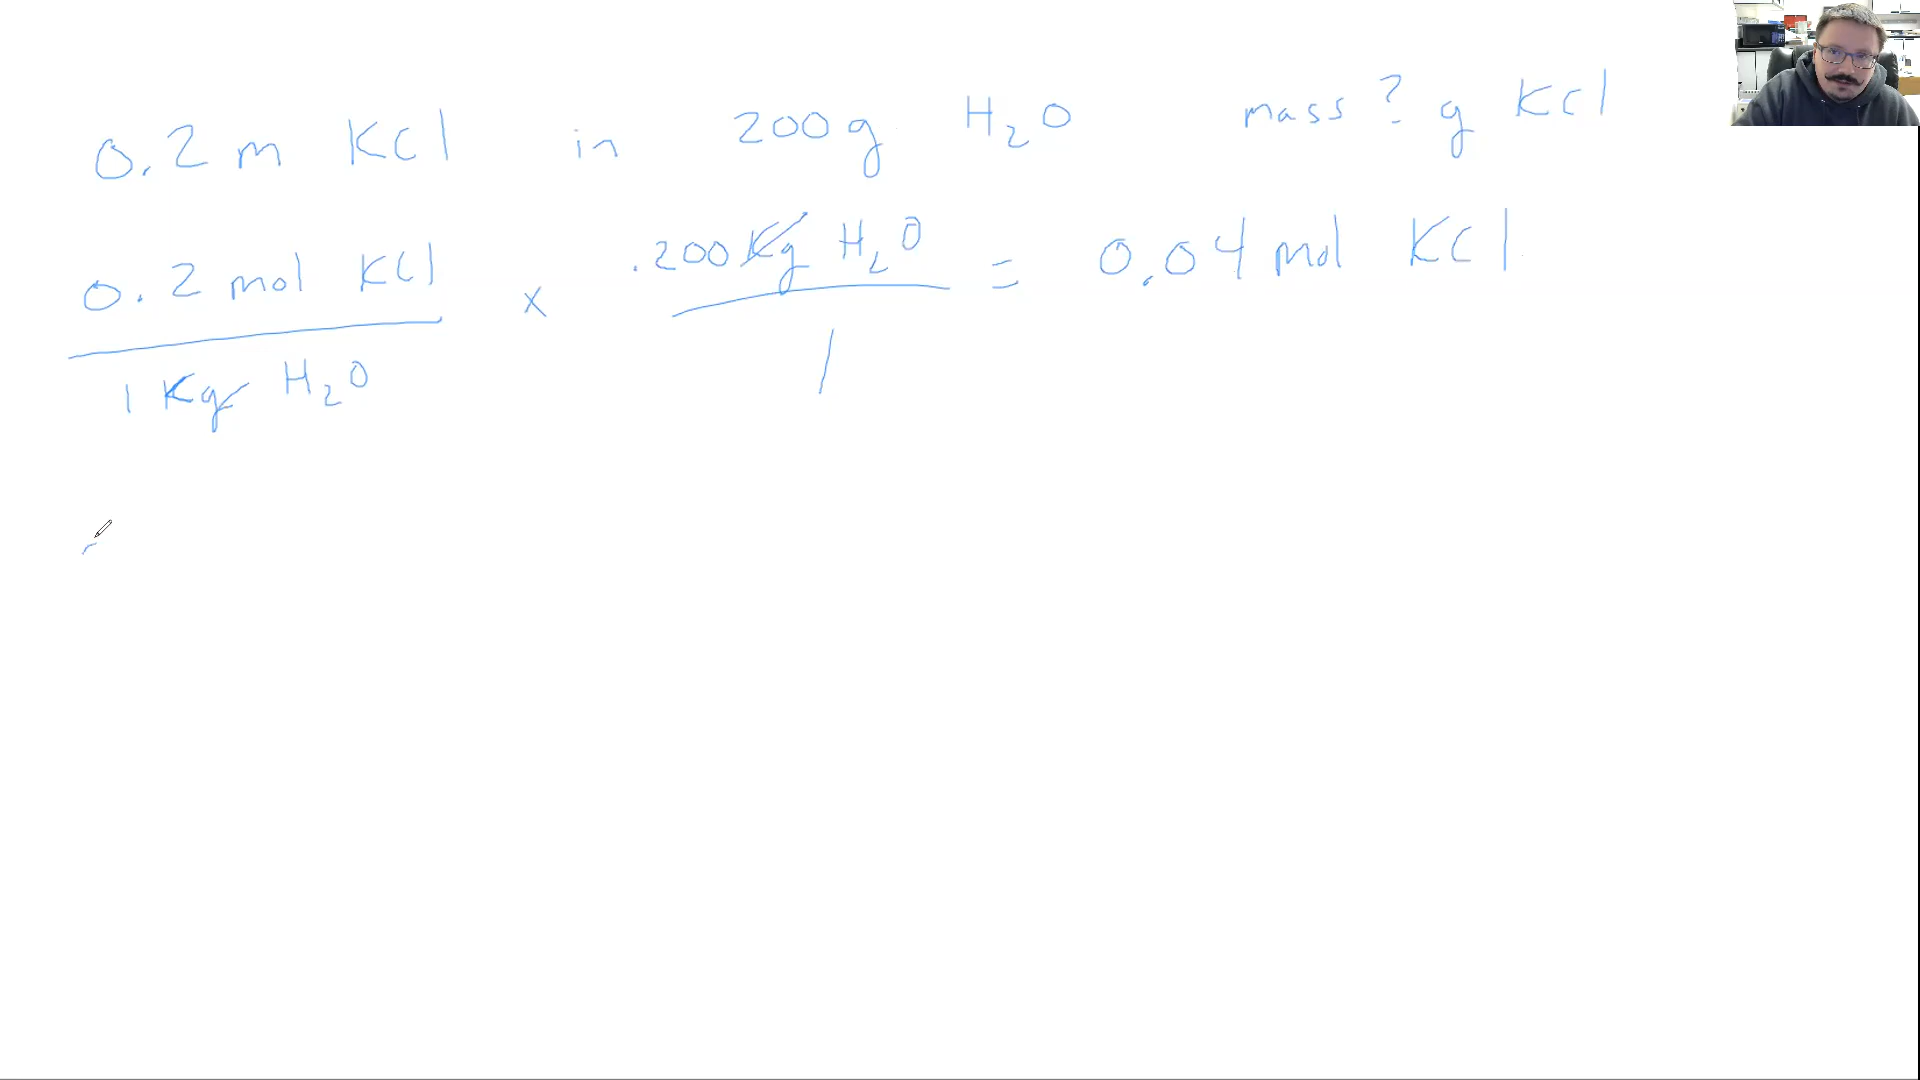 0.2 m KCl in 200g H2O mass ? g KCl
0.2 mol KCl x .200 Kg H2O = 0.04 mol KCl
1 Kg H2O 1